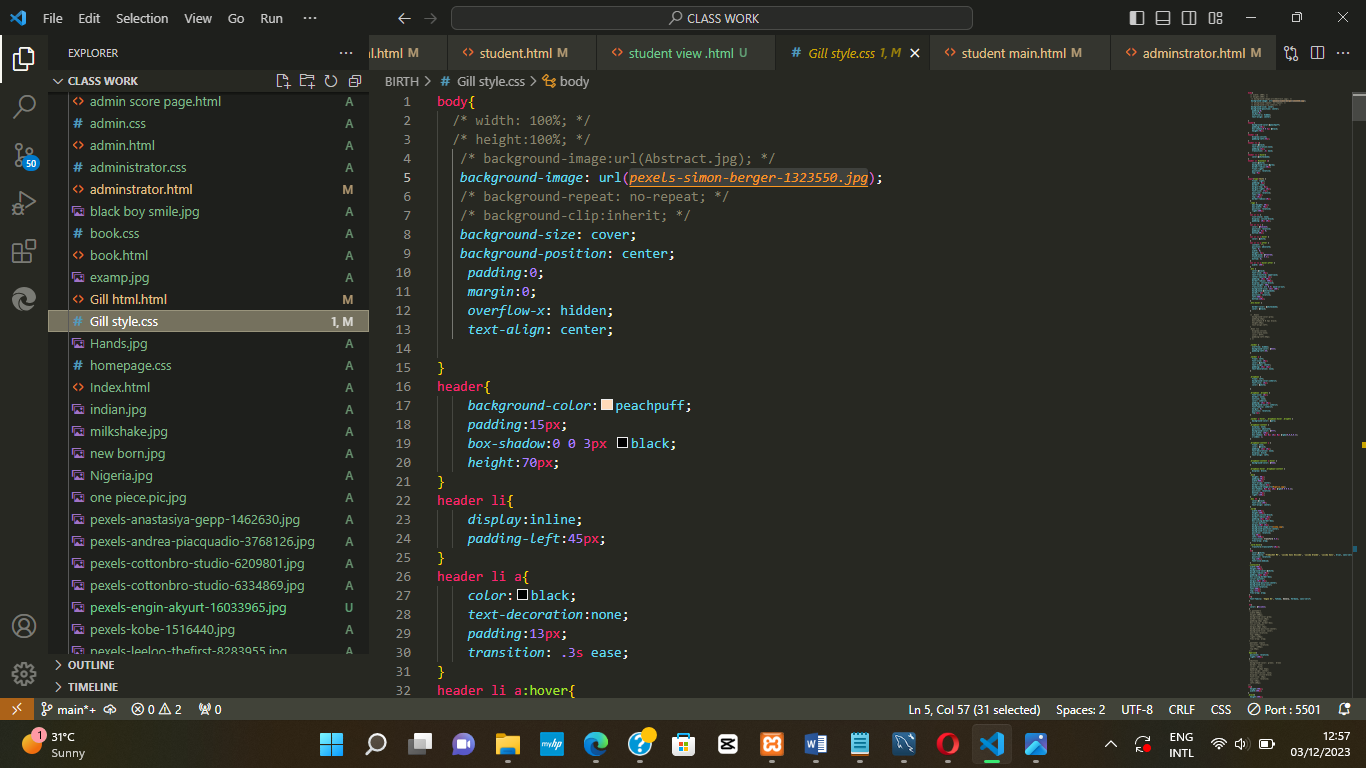 File Edit Selection View Go Run ···
CLASS WORK
EXPLORER ···
CLASS WORK
admin score page.html A
admin.css A
admin.html A
administrator.css A
adminstrator.html M
black boy smile.jpg A
book.css A
book.html A
examp.jpg A
Gill html.html M
Gill style.css 1, M
Hands.jpg A
homepage.css A
Index.html A
indian.jpg A
milkshake.jpg A
new born.jpg A
Nigeria.jpg A
one piece.pic.jpg A
pexels-anastasiya-gepp-1462630.jpg A
pexels-andrea-piacquadio-3768126.jpg A
pexels-cottonbro-studio-6209801.jpg A
pexels-cottonbro-studio-6334869.jpg A
pexels-engin-akyurt-16033965.jpg U
pexels-kobe-1516440.jpg A
pexels-leeloo-thefirst-8283955.jpg A
OUTLINE
TIMELINE
50
l.html M
student.html M
student view .html U
Gill style.css 1, M
student main.html M
adminstrator.html M
BIRTH > # Gill style.css > body
1 body{
2 /* width: 100%; */
3 /* height:100%; */
4 /* background-image:url(Abstract.jpg); */
5 background-image: url(pexels-simon-berger-1323550.jpg);
6 /* background-repeat: no-repeat; */
7 /* background-clip:inherit; */
8 background-size: cover;
9 background-position: center;
10 padding:0;
11 margin:0;
12 overflow-x: hidden;
13 text-align: center;
14
15 }
16 header{
17 background-color:peachpuff;
18 padding:15px;
19 box-shadow:0 0 3px black;
20 height:70px;
21 }
22 header li{
23 display:inline;
24 padding-left:45px;
25 }
26 header li a{
27 color:black;
28 text-decoration:none;
29 padding:13px;
30 transition: .3s ease;
31 }
32 header li a:hover{
main*+ 0 2 0 Ln 5, Col 57 (31 selected) Spaces: 2 UTF-8 CRLF CSS Port : 5501
1 31°C
Sunny
myhp
ENG
INTL
12:57
03/12/2023